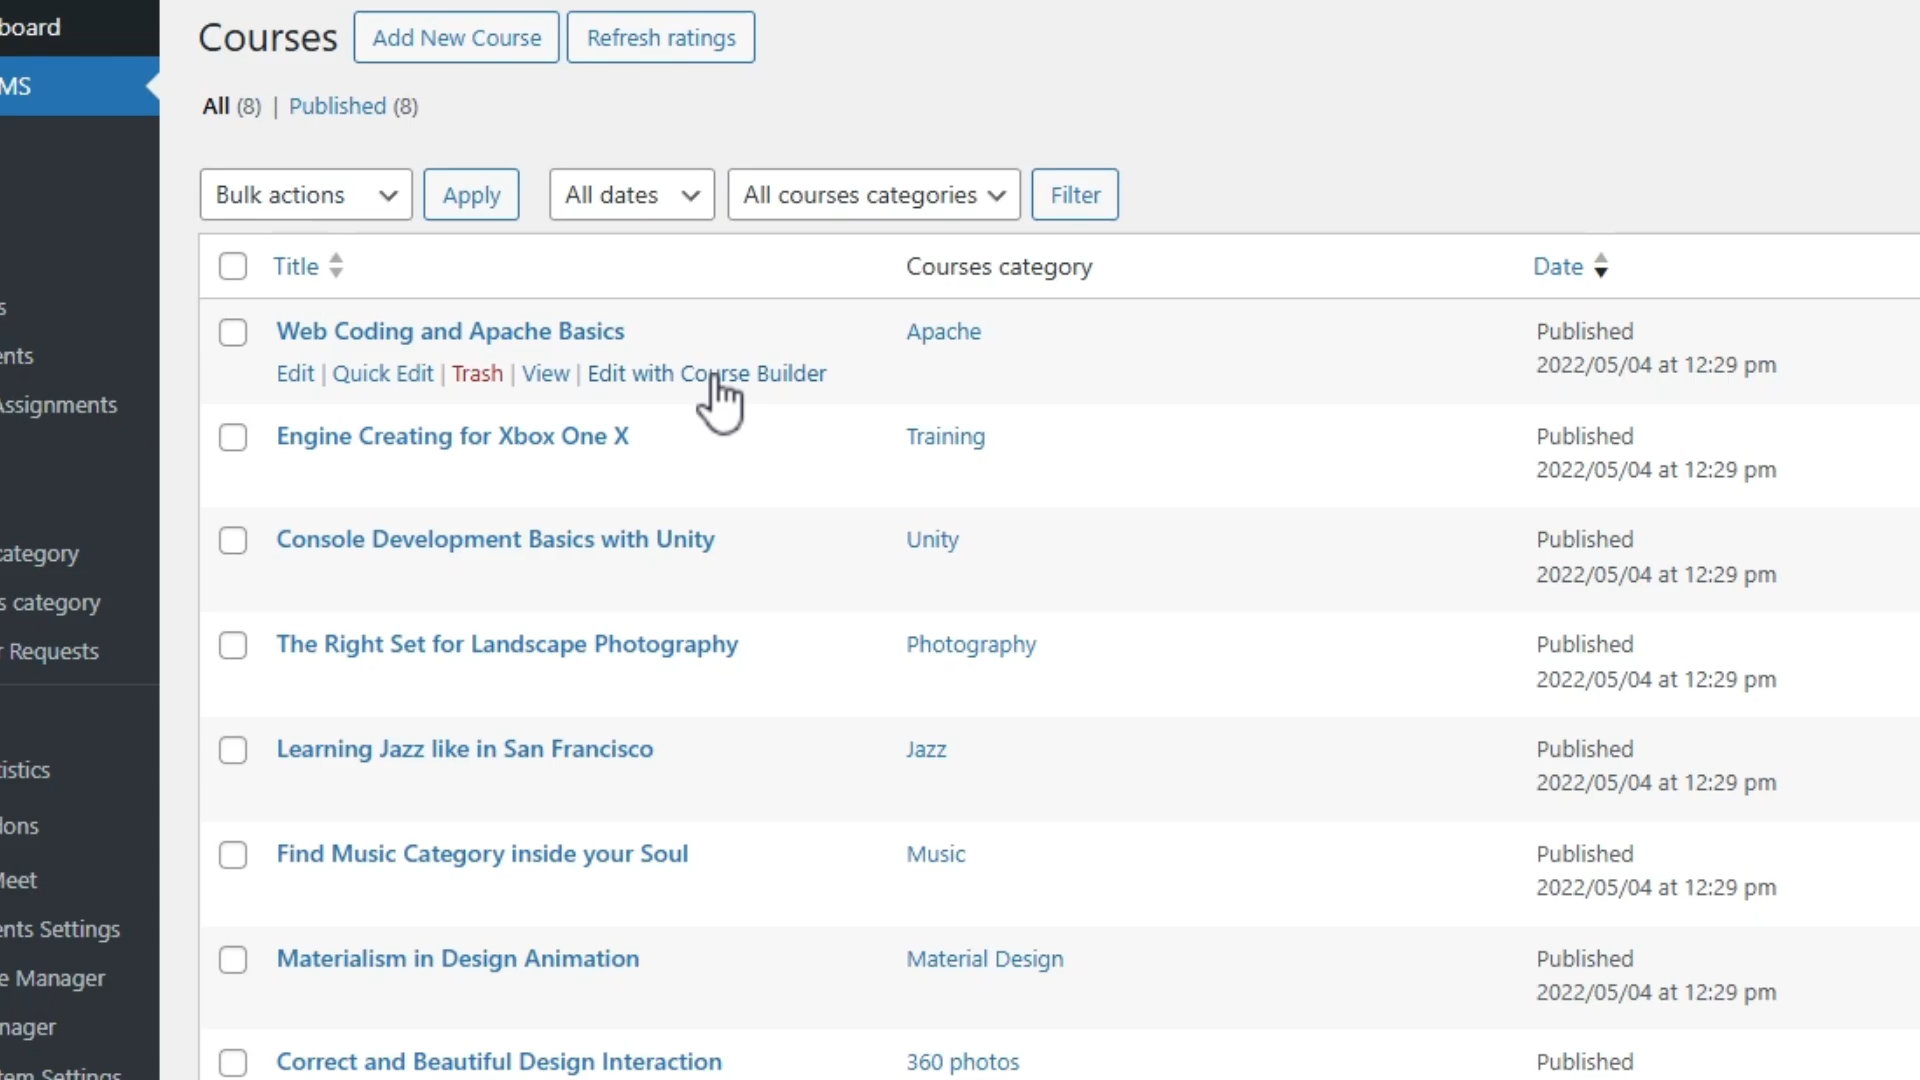 board
MS
s
ents
Assignments
category
s category
r Requests
istics
lons
Meet
ents Settings
e Manager
nager
tem Settings
Courses Add New Course Refresh ratings
All (8) | Published (8)
Bulk actions Apply All dates All courses categories Filter
Title Courses category Date
Web Coding and Apache Basics Apache Published
Edit | Quick Edit | Trash | View | Edit with Course Builder 2022/05/04 at 12:29 pm
Engine Creating for Xbox One X Training Published
2022/05/04 at 12:29 pm
Console Development Basics with Unity Unity Published
2022/05/04 at 12:29 pm
The Right Set for Landscape Photography Photography Published
2022/05/04 at 12:29 pm
Learning Jazz like in San Francisco Jazz Published
2022/05/04 at 12:29 pm
Find Music Category inside your Soul Music Published
2022/05/04 at 12:29 pm
Materialism in Design Animation Material Design Published
2022/05/04 at 12:29 pm
Correct and Beautiful Design Interaction 360 photos Published